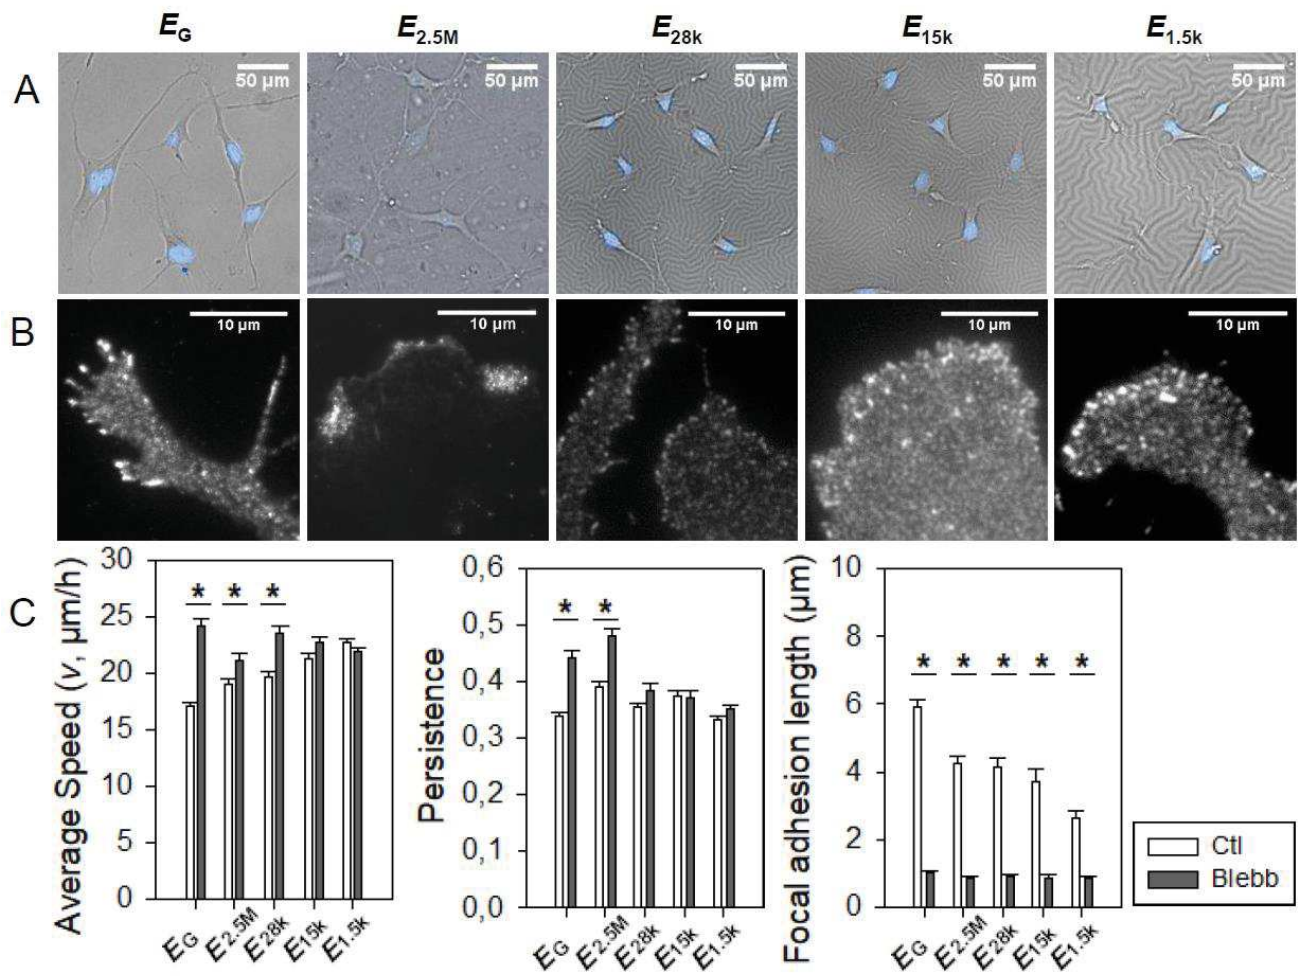 EG E2.5M E28k E15k E1.5k
A
50 µm 50 µm 50 µm 50 µm 50 µm
B
10 µm 10 µm 10 µm 10 µm 10 µm
C
Average Speed (v, µm/h)
30
25
20
15
10
5
0
* * *
EG E2.5M E28k E15k E1.5k
Persistence
0,6
0,5
0,4
0,3
0,2
0,1
0,0
* *
EG E2.5M E28k E15k E1.5k
Focal adhesion length (µm)
10
8
6
4
2
0
* * * * *
EG E2.5M E28k E15k E1.5k
Ctl
Blebb